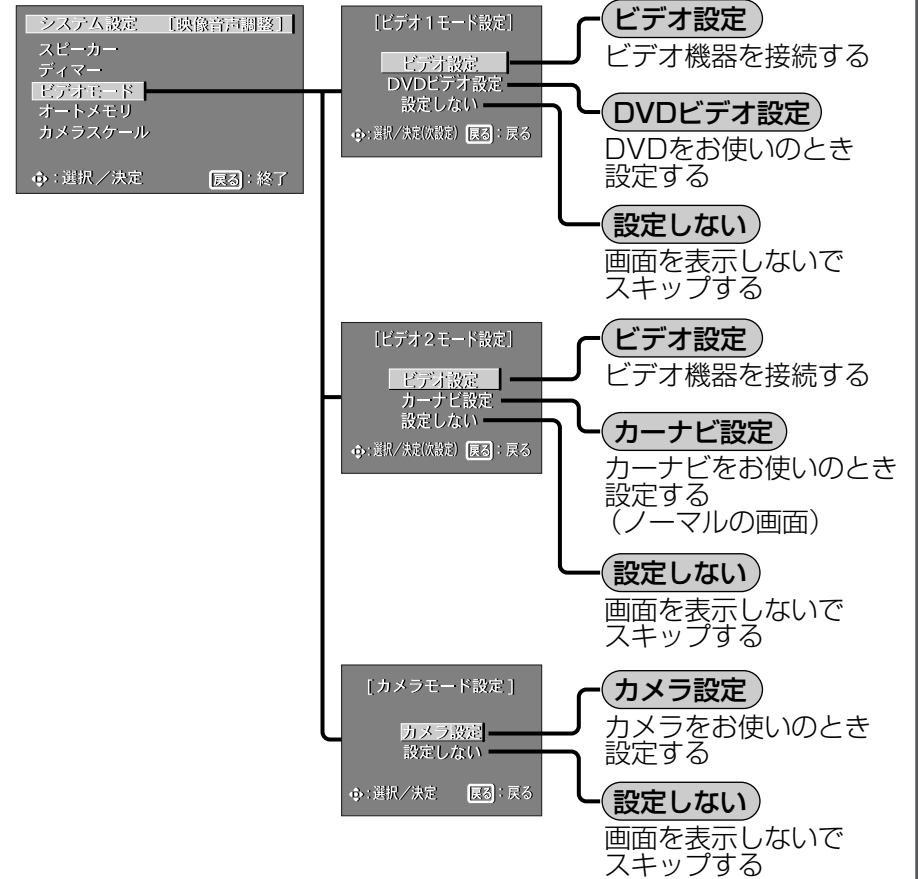 システム設定 [映像音声調整]
スピーカー
ディマー
ビデオモード
オートメモリ
カメラスケール
:選択/決定 戻る:終了
[ビデオ1モード設定]
ビデオ設定
DVDビデオ設定
設定しない
:選択/決定(次設定) 戻る:戻る
ビデオ設定
ビデオ機器を接続する
DVDビデオ設定
DVDをお使いのとき
設定する
設定しない
画面を表示しないで
スキップする
[ビデオ2モード設定]
ビデオ設定
カーナビ設定
設定しない
:選択/決定(次設定) 戻る:戻る
ビデオ設定
ビデオ機器を接続する
カーナビ設定
カーナビをお使いのとき
設定する
(ノーマルの画面)
設定しない
画面を表示しないで
スキップする
[カメラモード設定]
カメラ設定
設定しない
:選択/決定 戻る:戻る
カメラ設定
カメラをお使いのとき
設定する
設定しない
画面を表示しないで
スキップする